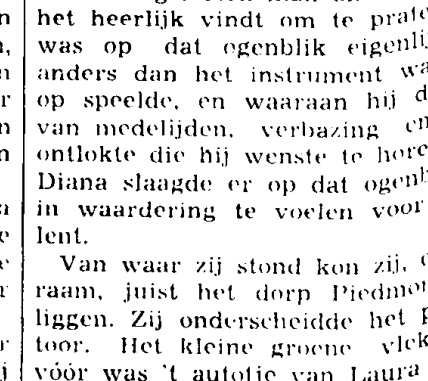 het heerlijk vindt om te prate
was op dat ogenblik eigenlij
anders dan het instrument wa
op speelde, en waaraan hij d
van medelijden, verbazing en
ontlokte die hij wenste te hore
Diana slaagde er op dat ogenb
in waardering te voelen voor
lent.
Van waar zij stond kon zij, d
raam, juist het dorp Piedmon
liggen. Zij onderscheidde het p
toor. Het kleine groene vlek
vóór was 't autotje van Laura